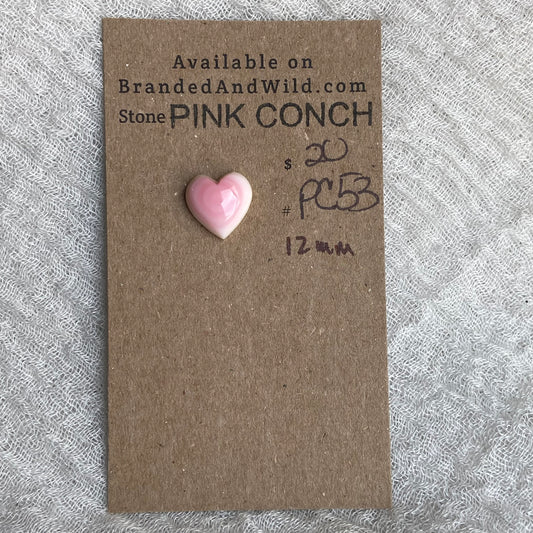 Available on
BrandedAndWild.com
Stone PINK CONCH
$ 20
# PC53
12mm